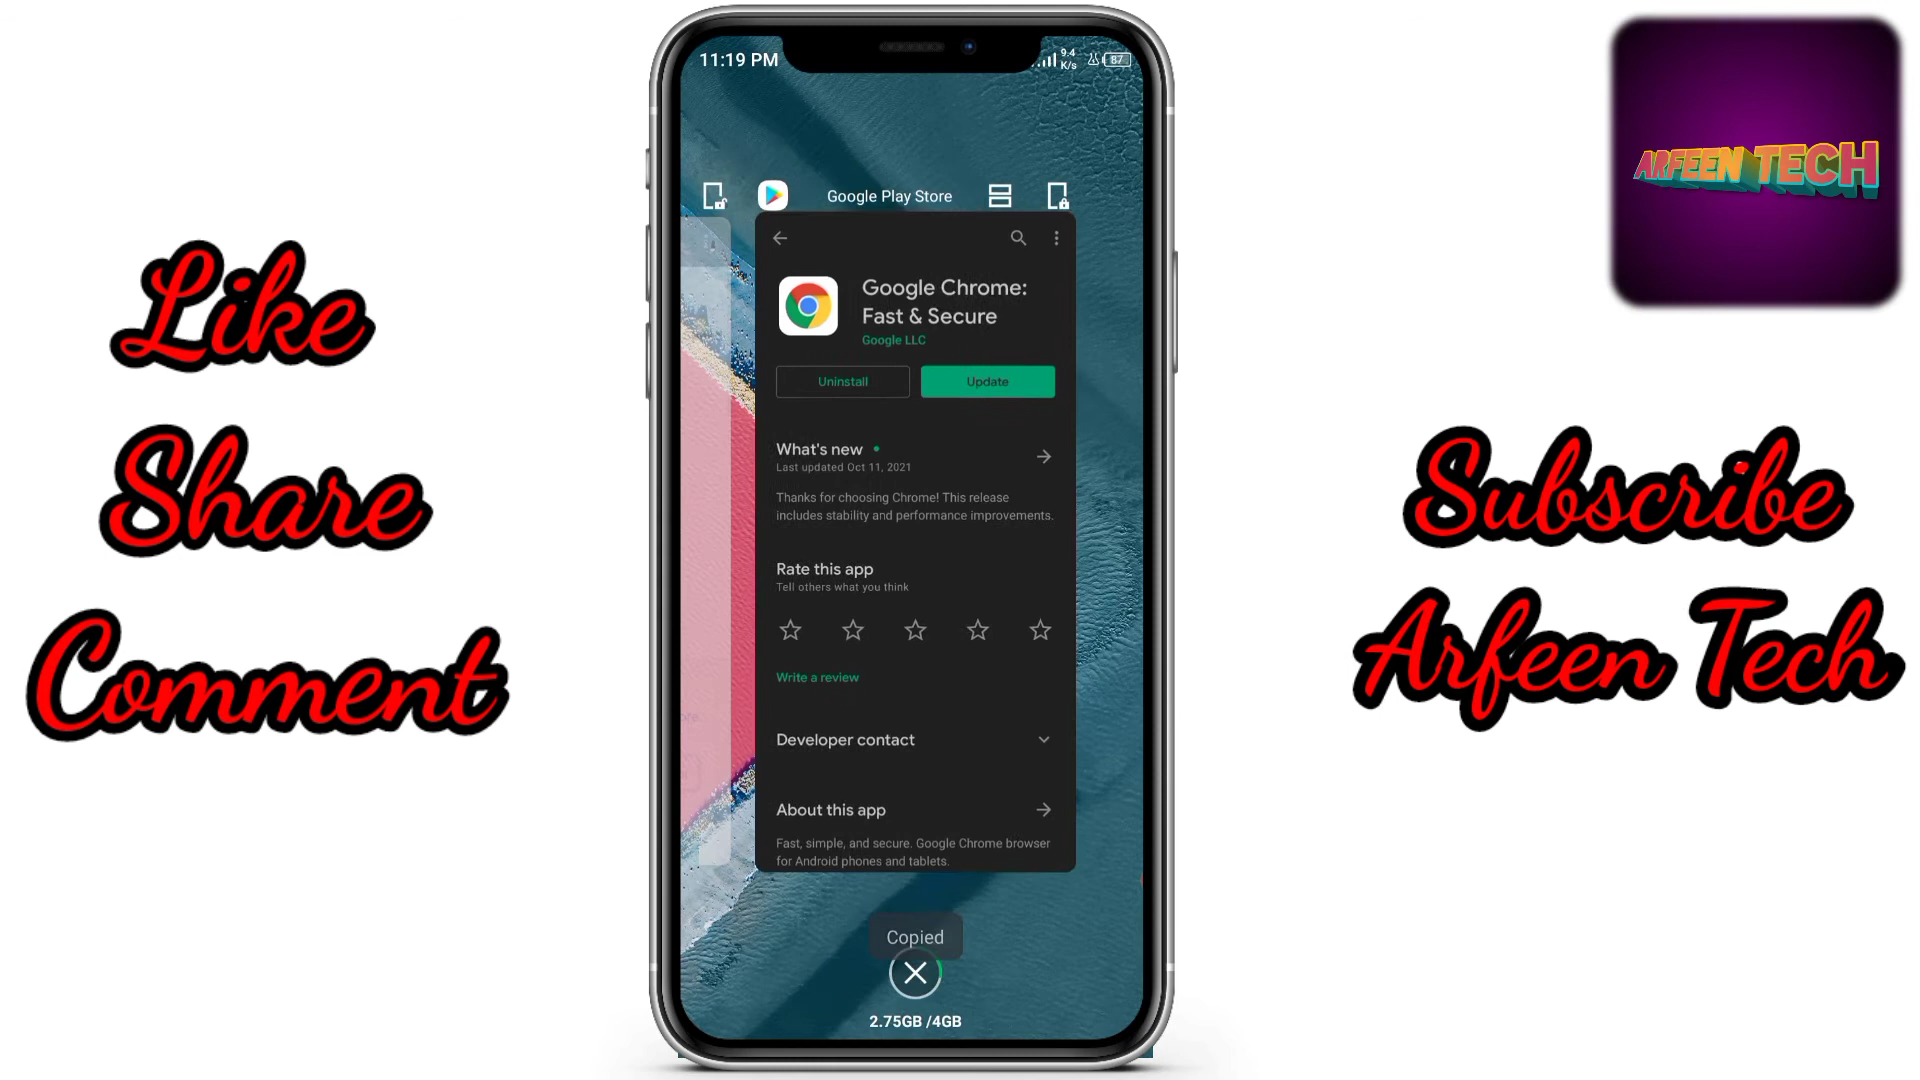 11:19 PM
9.4
K/s
87
ARFEEN TECH
Google Play Store
Google Chrome:
Fast & Secure
Google LLC
Uninstall
Update
What's new
Last updated Oct 11, 2021
Thanks for choosing Chrome! This release
includes stability and performance improvements.
Rate this app
Tell others what you think
Write a review
Developer contact
About this app
Fast, simple, and secure. Google Chrome browser
for Android phones and tablets.
Copied
2.75GB /4GB
Like
Share
Comment
Subscribe
Arfeen Tech